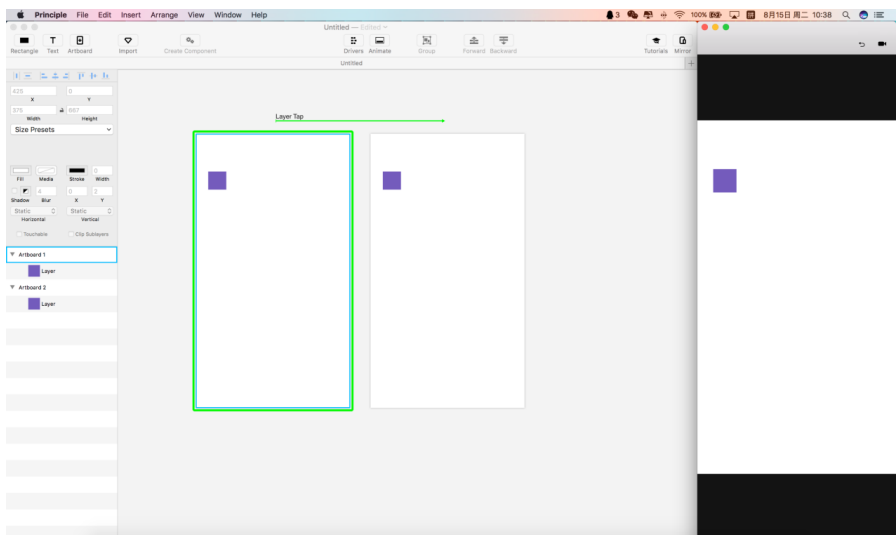 Principle File Edit Insert Arrange View Window Help
3 100% 8月15日 周二 10:38
Untitled — Edited
Rectangle Text Artboard Import Create Component Drivers Animate Group Forward Backward Tutorials Mirror
Untitled
425 0
X Y
375 667
Width Height
Size Presets
Layer Tap
0
Fill Media Stroke Width
4 0 2
Shadow Blur X Y
Static Static
Horizontal Vertical
Touchable Clip Sublayers
Artboard 1
Layer
Artboard 2
Layer